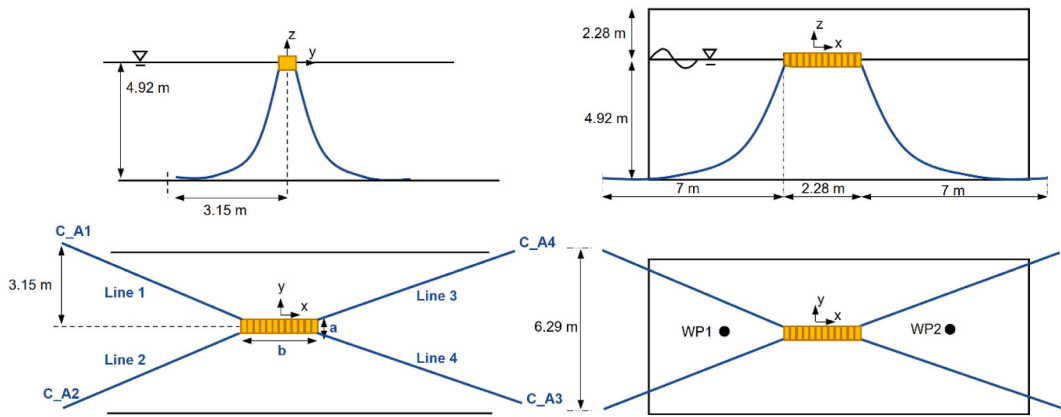 z
y
4.92 m
3.15 m
2.28 m
z
x
4.92 m
7 m
2.28 m
7 m
C_A1
C_A4
3.15 m
Line 1
Line 3
y
x
a
b
Line 2
Line 4
C_A2
C_A3
6.29 m
y
x
WP1
WP2